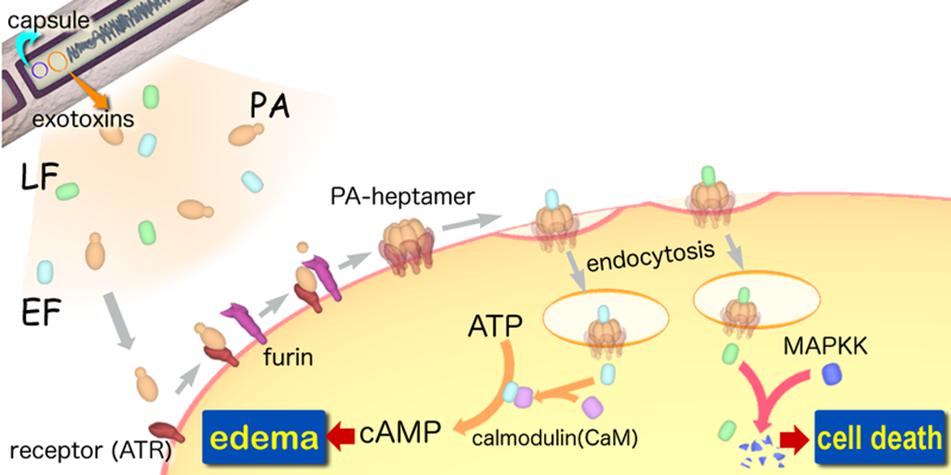 capsule
exotoxins
PA
LF
EF
PA-heptamer
endocytosis
ATP
furin
MAPKK
receptor (ATR)
edema
cAMP
calmodulin(CaM)
cell death